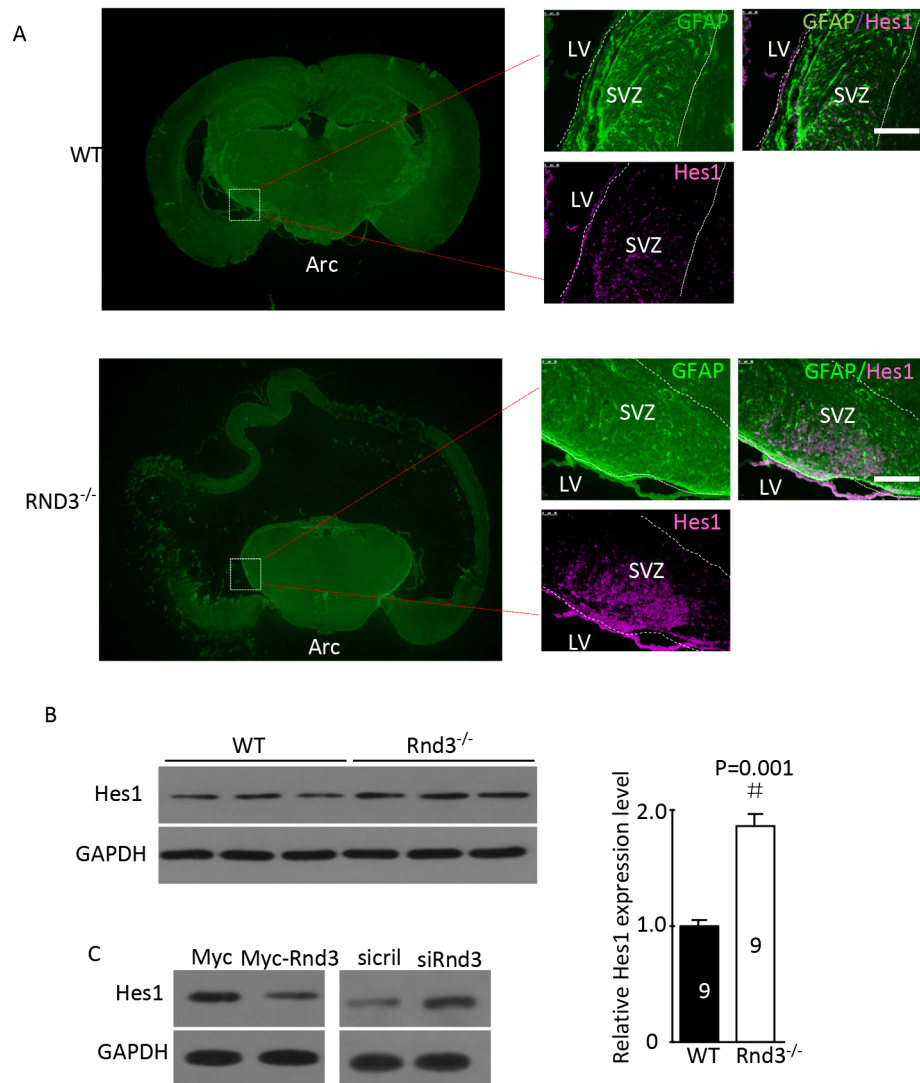 A
WT
Arc
GFAP
LV
SVZ
GFAP/Hes1
LV
SVZ
Hes1
LV
SVZ
RND3-/-
Arc
GFAP
SVZ
LV
GFAP/Hes1
SVZ
LV
Hes1
SVZ
LV
B
WT Rnd3-/-
Hes1
GAPDH
P=0.001
#
Relative Hes1 expression level
2.0
1.0
0
9
9
WT Rnd3-/-
C
Myc Myc-Rnd3 sicril siRnd3
Hes1
GAPDH